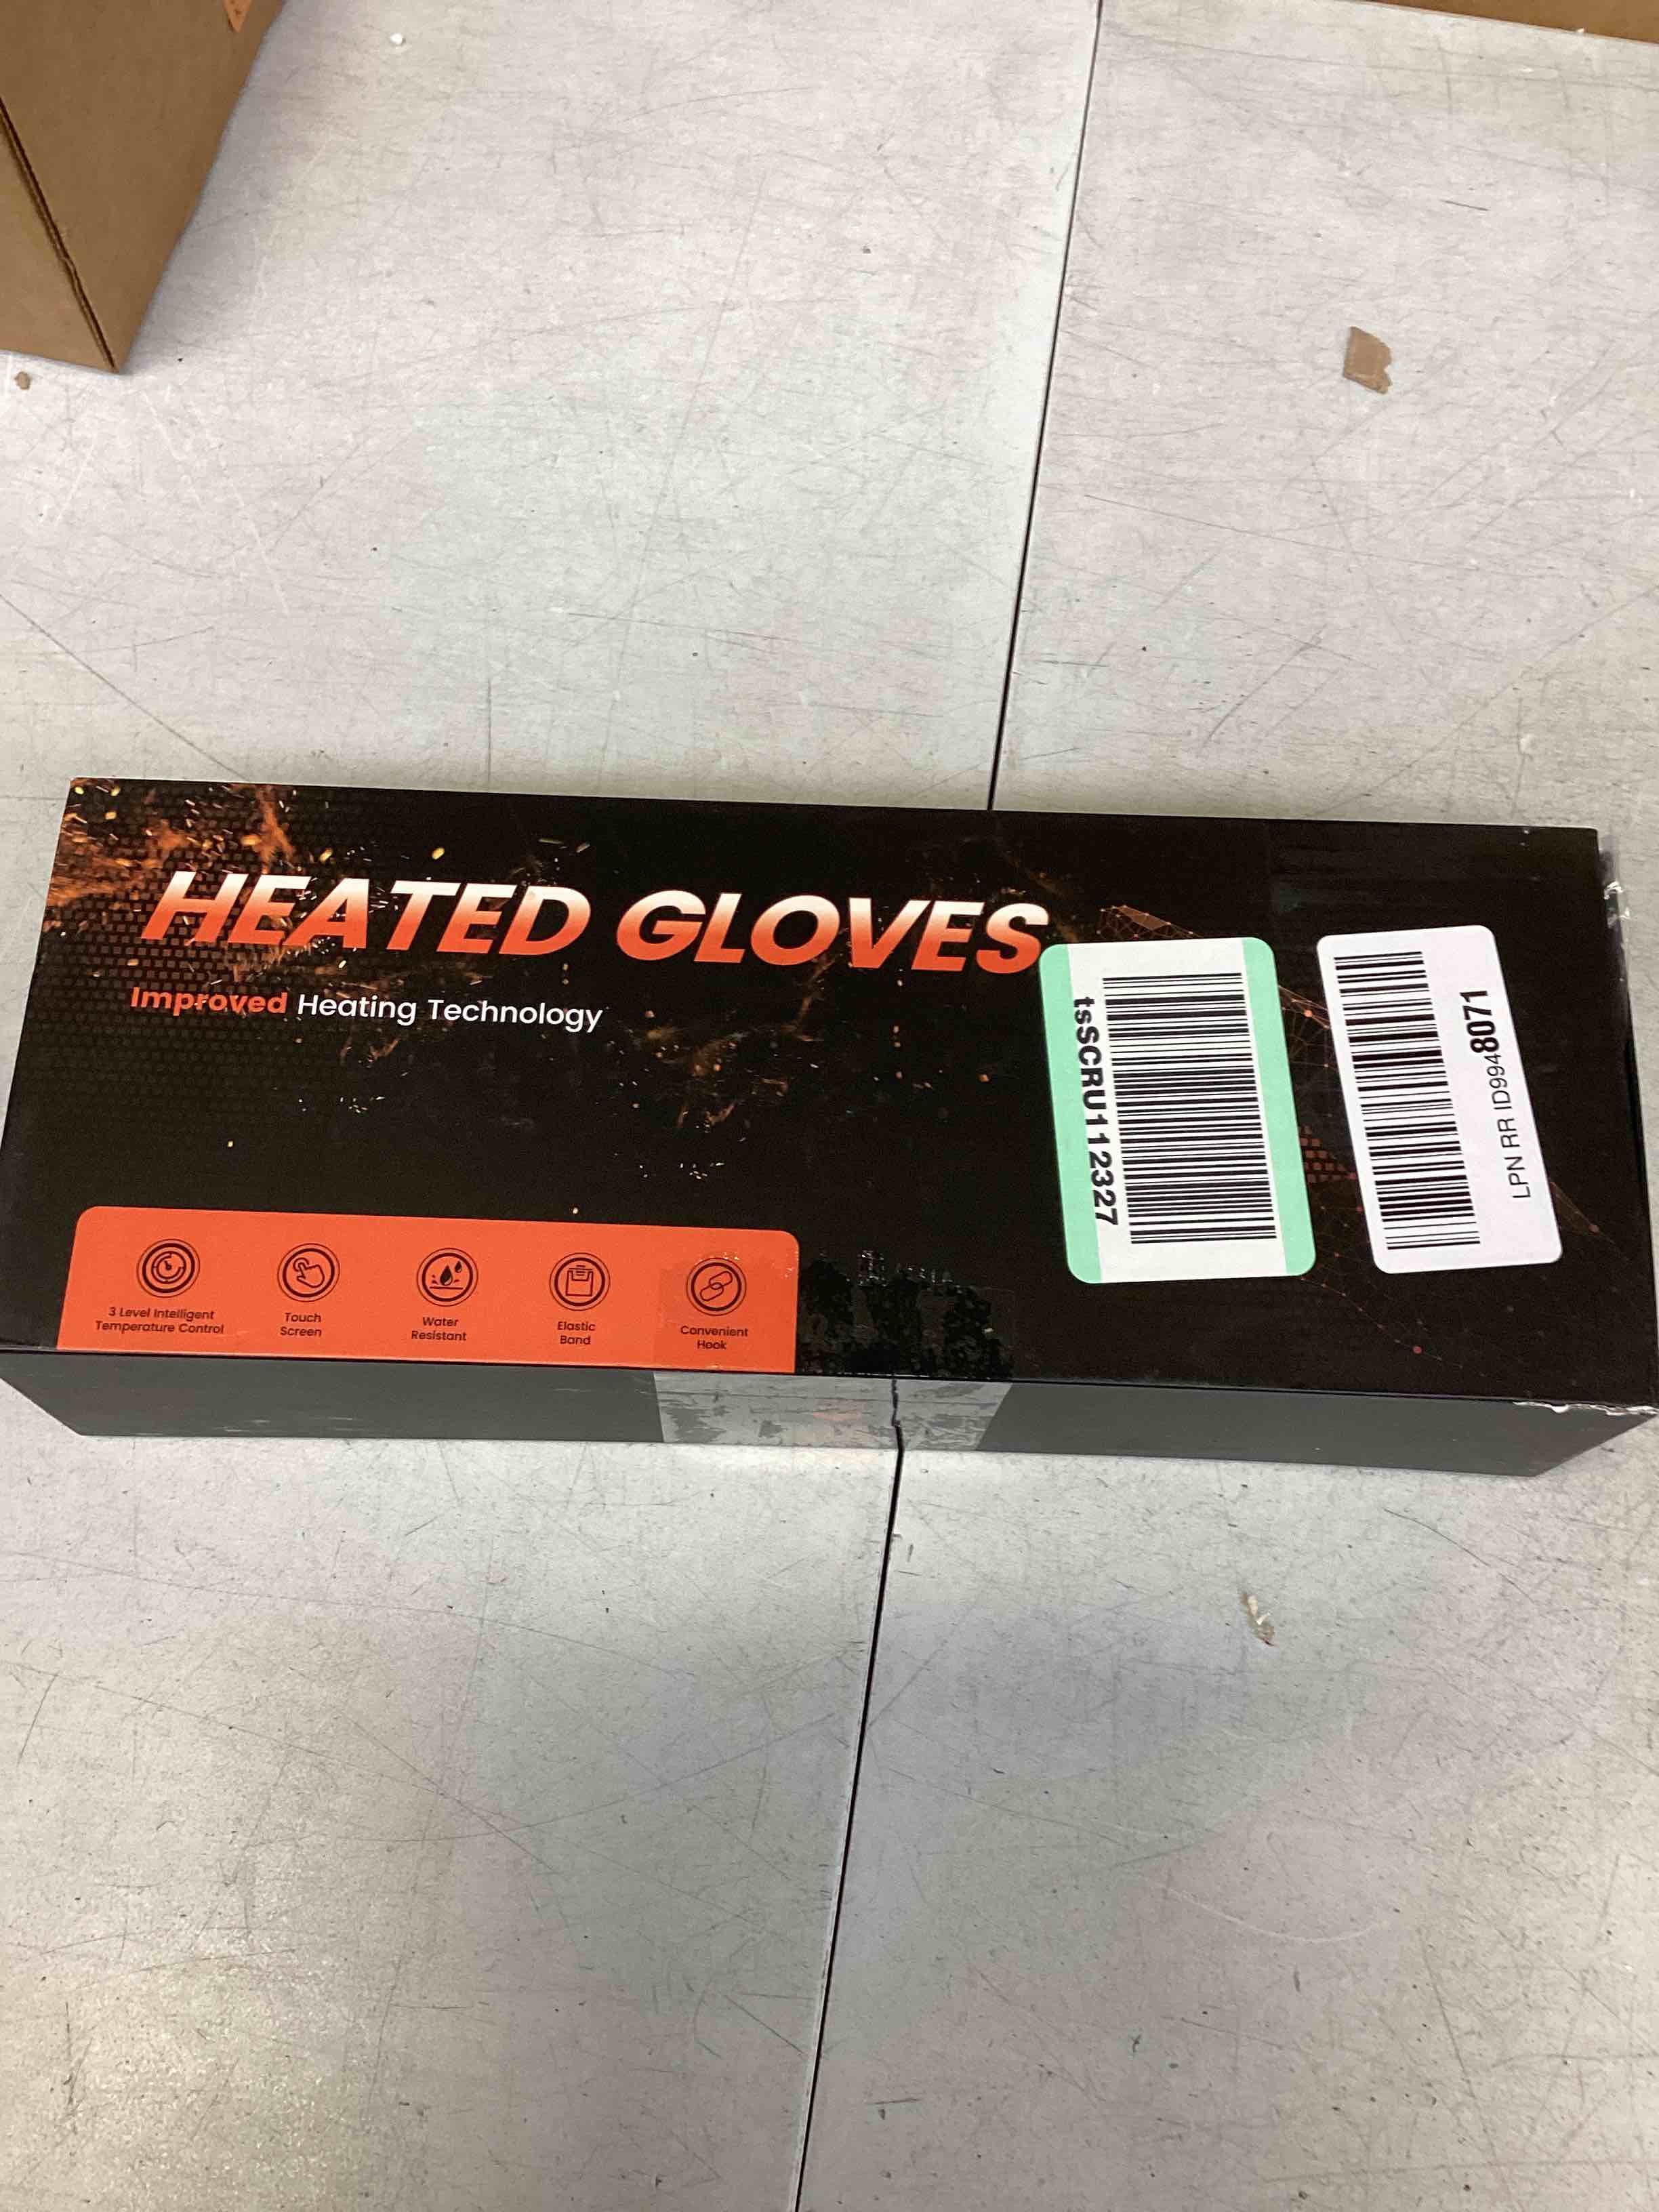 HEATED GLOVES
Improved Heating Technology
3 Level Intelligent
Temperature Control
Touch
Screen
Water
Resistant
Elastic
Band
Convenient
Hook
tsSCRU112327
LPN RR ID9948071